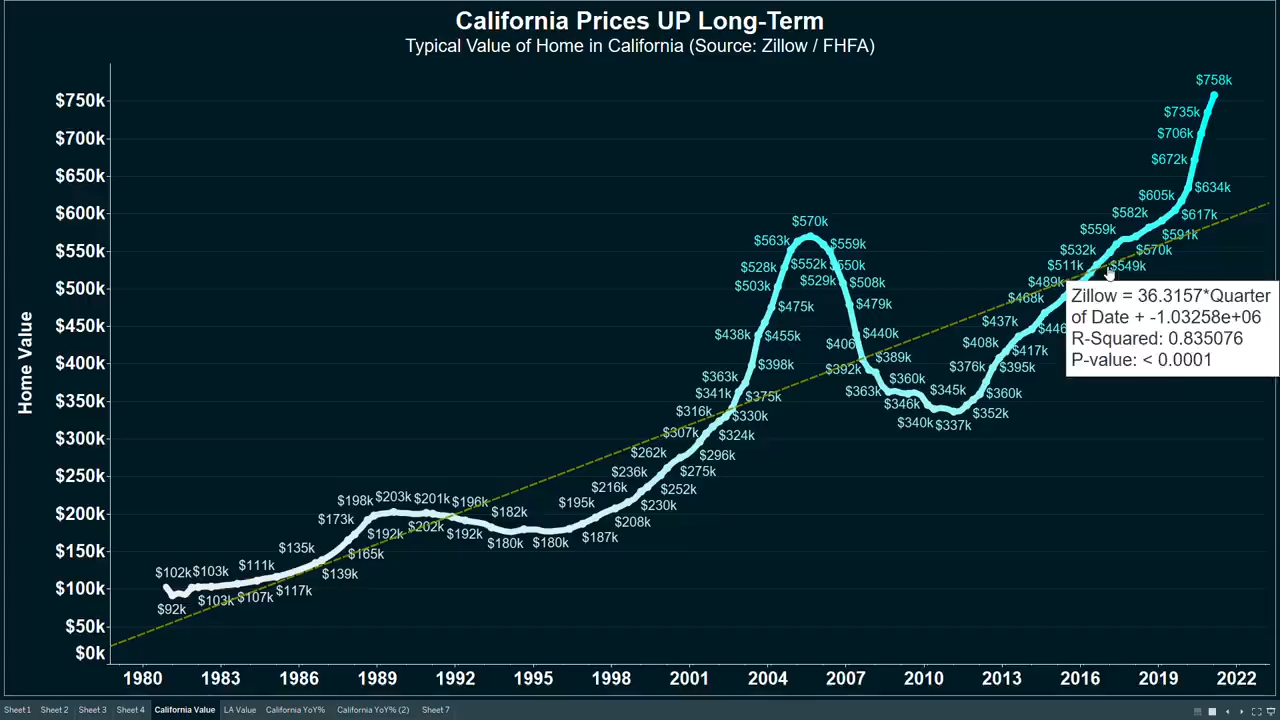 California Prices UP Long-Term
Typical Value of Home in California (Source: Zillow / FHFA)
Home Value
$750k
$700k
$650k
$600k
$550k
$500k
$450k
$400k
$350k
$300k
$250k
$200k
$150k
$100k
$50k
$0k
$102k
$92k
$103k
$103k
$107k
$111k
$117k
$135k
$139k
$173k
$165k
$198k
$192k
$203k
$202k
$201k
$196k
$192k
$182k
$180k
$180k
$195k
$187k
$216k
$208k
$236k
$230k
$262k
$252k
$275k
$307k
$296k
$316k
$324k
$341k
$330k
$363k
$375k
$398k
$438k
$455k
$475k
$503k
$528k
$563k
$552k
$570k
$559k
$550k
$529k
$508k
$479k
$440k
$406
$392k
$389k
$363k
$360k
$346k
$340k
$345k
$337k
$352k
$360k
$376k
$395k
$408k
$417k
$437k
$446
$468k
$489k
$511k
$532k
$549k
$559k
$582k
$570k
$591k
$605k
$617k
$634k
$672k
$706k
$735k
$758k
Zillow = 36.3157*Quarter
of Date + -1.03258e+06
R-Squared: 0.835076
P-value: < 0.0001
1980 1983 1986 1989 1992 1995 1998 2001 2004 2007 2010 2013 2016 2019 2022
Sheet 1 Sheet 2 Sheet 3 Sheet 4 California Value LA Value California YoY% California YoY% (2) Sheet 7